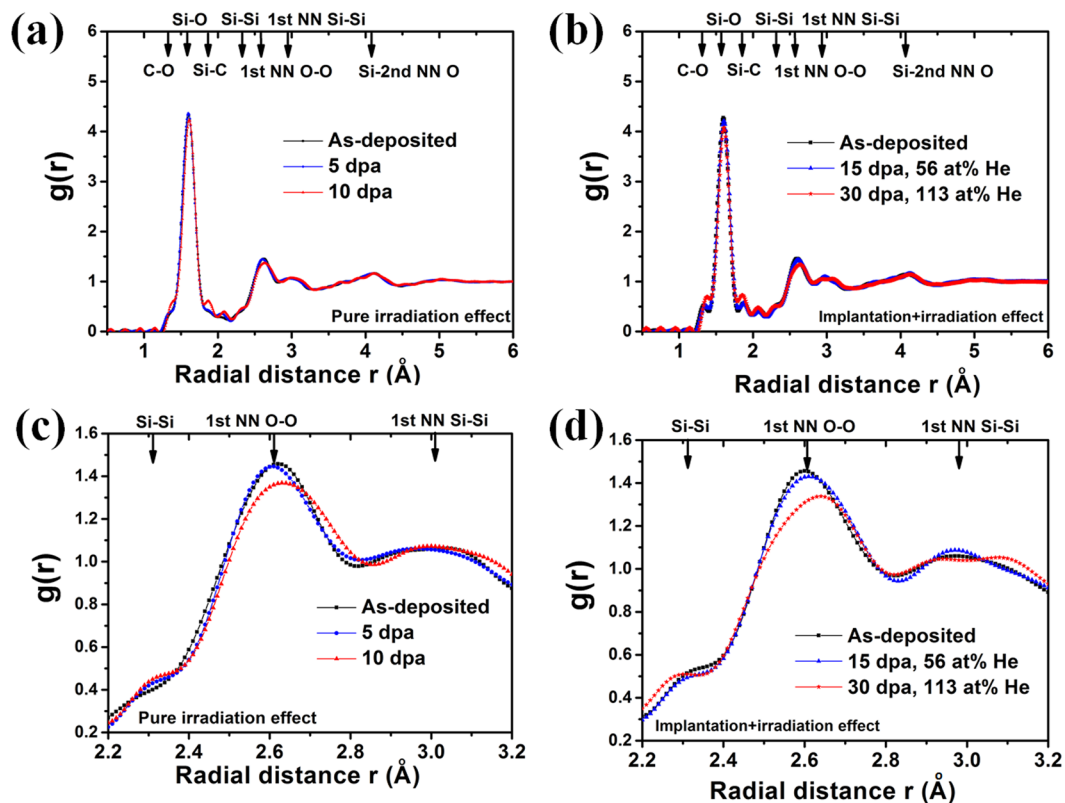 (a)
Si-O Si-Si 1st NN Si-Si
C-O Si-C 1st NN O-O Si-2nd NN O
6
5
4
3
2
1
0
g(r)
As-deposited
5 dpa
10 dpa
Pure irradiation effect
1 2 3 4 5 6
Radial distance r (Å)
(b)
Si-O Si-Si 1st NN Si-Si
C-O Si-C 1st NN O-O Si-2nd NN O
6
5
4
3
2
1
0
g(r)
As-deposited
15 dpa, 56 at% He
30 dpa, 113 at% He
Implantation+irradiation effect
1 2 3 4 5 6
Radial distance r (Å)
(c)
Si-Si 1st NN O-O 1st NN Si-Si
1.6
1.4
1.2
1.0
0.8
0.6
0.4
0.2
g(r)
As-deposited
5 dpa
10 dpa
Pure irradiation effect
2.2 2.4 2.6 2.8 3.0 3.2
Radial distance r (Å)
(d)
Si-Si 1st NN O-O 1st NN Si-Si
1.6
1.4
1.2
1.0
0.8
0.6
0.4
0.2
g(r)
As-deposited
15 dpa, 56 at% He
30 dpa, 113 at% He
Implantation+irradiation effect
2.2 2.4 2.6 2.8 3.0 3.2
Radial distance r (Å)